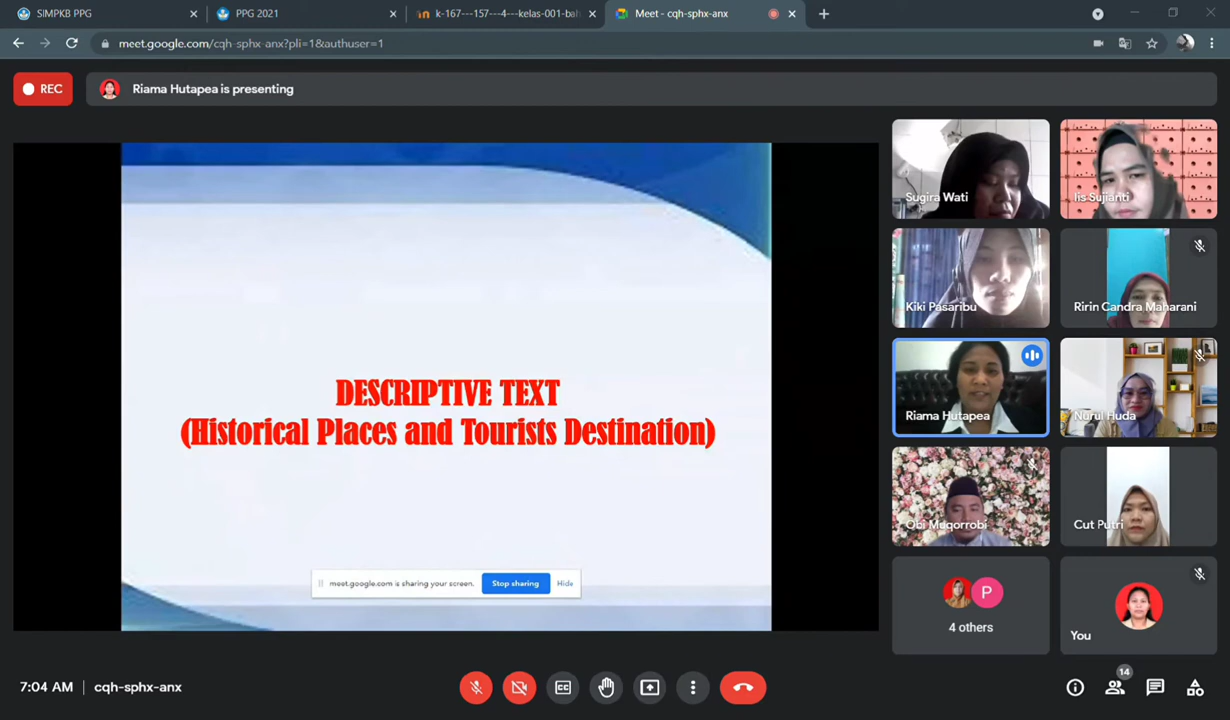 SIMPKB PPG
PPG 2021
k-167---157---4---kelas-001-bah
Meet - cqh-sphx-anx
meet.google.com/cqh-sphx-anx?pli=1&authuser=1
REC
Riama Hutapea is presenting
DESCRIPTIVE TEXT
(Historical Places and Tourists Destination)
meet.google.com is sharing your screen.
Stop sharing
Hide
Sugira Wati
Iis Sujianti
Kiki Pasaribu
Ririn Candra Maharani
Riama Hutapea
Nurul Huda
Obi Muqorrobi
Cut Putri
P
4 others
You
7:04 AM
cqh-sphx-anx
CC
14